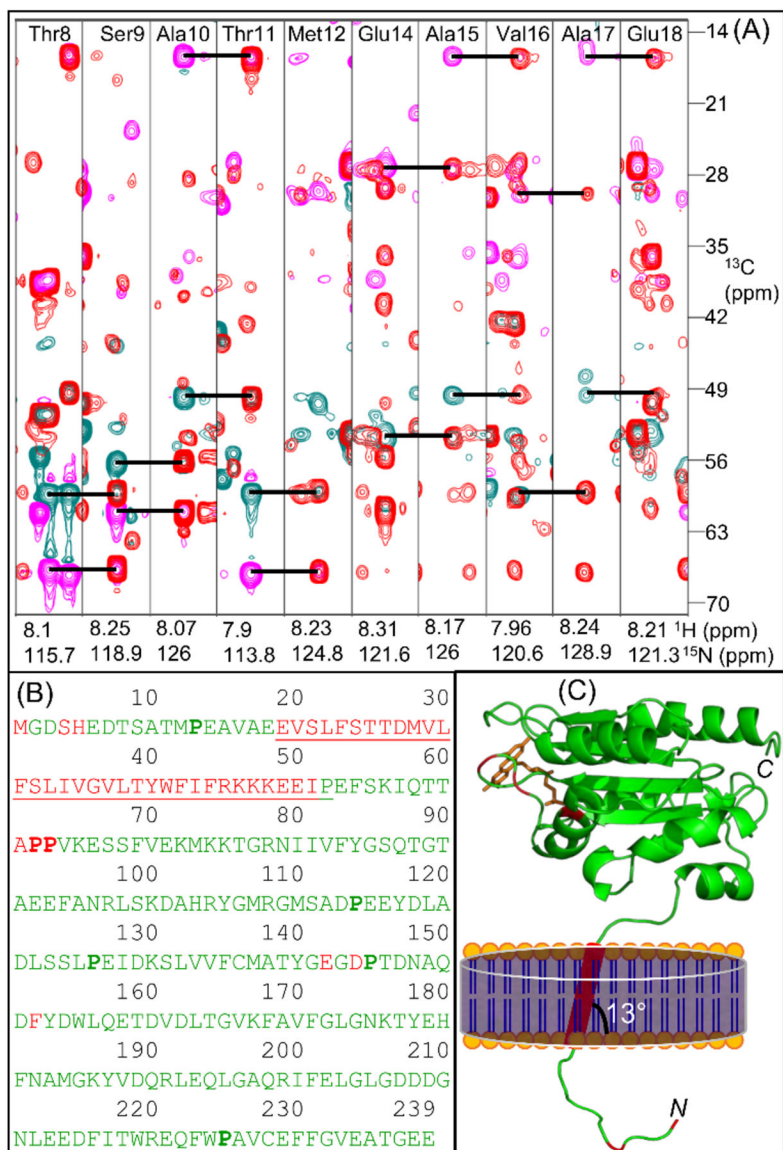 Thr8 Ser9 Ala10 Thr11 Met12 Glu14 Ala15 Val16 Ala17 Glu18
(A)
14
21
28
35
13C (ppm)
42
49
56
63
70
8.1 8.25 8.07 7.9 8.23 8.31 8.17 7.96 8.24 8.21 1H (ppm)
115.7 118.9 126 113.8 124.8 121.6 126 120.6 128.9 121.3 15N (ppm)
(B)
10 20 30
MGDSHEDTSATMPEAVAEEVSLFSTTDMVL
40 50 60
FSLIVGVLTYWFIFRKKKEEIPEFSKIQTT
70 80 90
APPVKESSFVEKMKKTGRNIIVFYGSQTGT
100 110 120
AEEFANRLSKDAHRYGMRGMSADPEEYDLA
130 140 150
DLSSLPEIDKSLVVFCMATYGEGDPTDNAQ
160 170 180
DFYDWLQETDVDLTGVKFAVFGLGNKTYEH
190 200 210
FNAMGKYVDQRLEQLGAQRIFELGLGDDDG
220 230 239
NLEEDFITWREQFWPAVCEFFGVEATGEE
(C)
C
13°
N